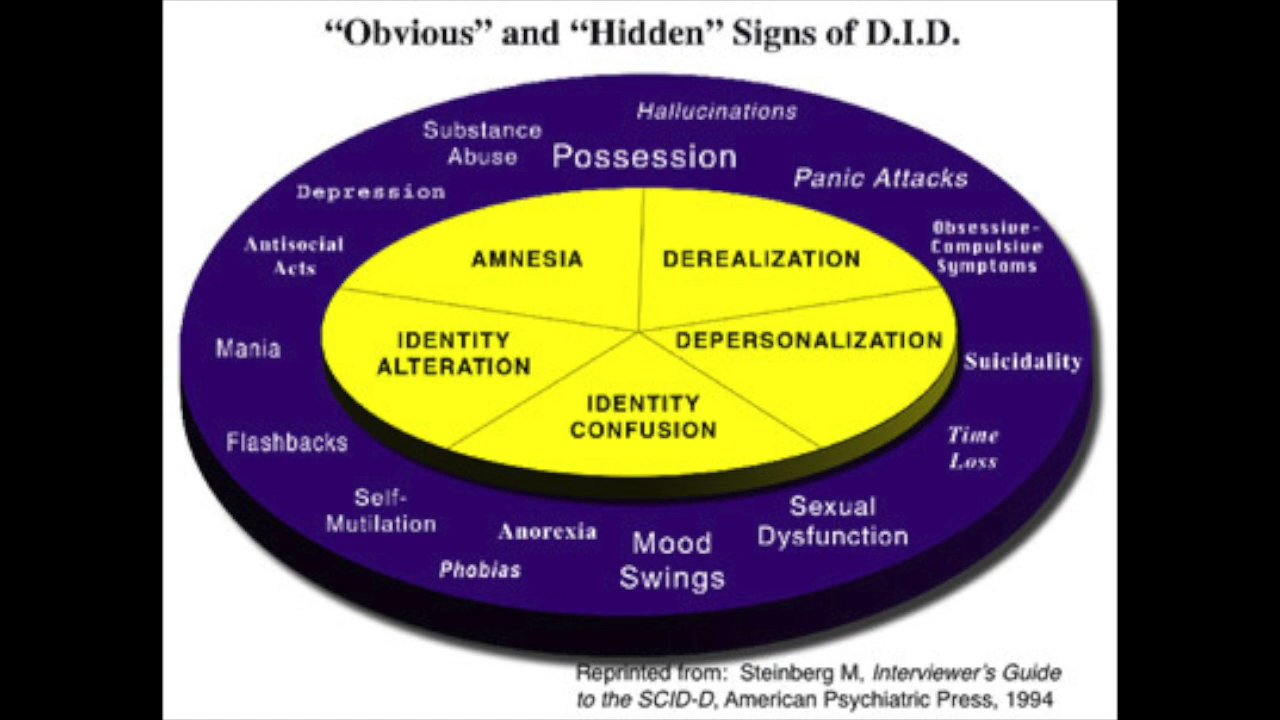 “Obvious” and “Hidden” Signs of D.I.D.
Hallucinations
Substance
Abuse
Possession
Panic Attacks
Depression
Obsessive-
Compulsive
Symptoms
Antisocial
Acts
AMNESIA
DEREALIZATION
IDENTITY
ALTERATION
DEPERSONALIZATION
Mania
Suicidality
IDENTITY
CONFUSION
Flashbacks
Time
Loss
Self-
Mutilation
Anorexia
Mood
Swings
Sexual
Dysfunction
Phobias
Reprinted from: Steinberg M, Interviewer's Guide
to the SCID-D, American Psychiatric Press, 1994